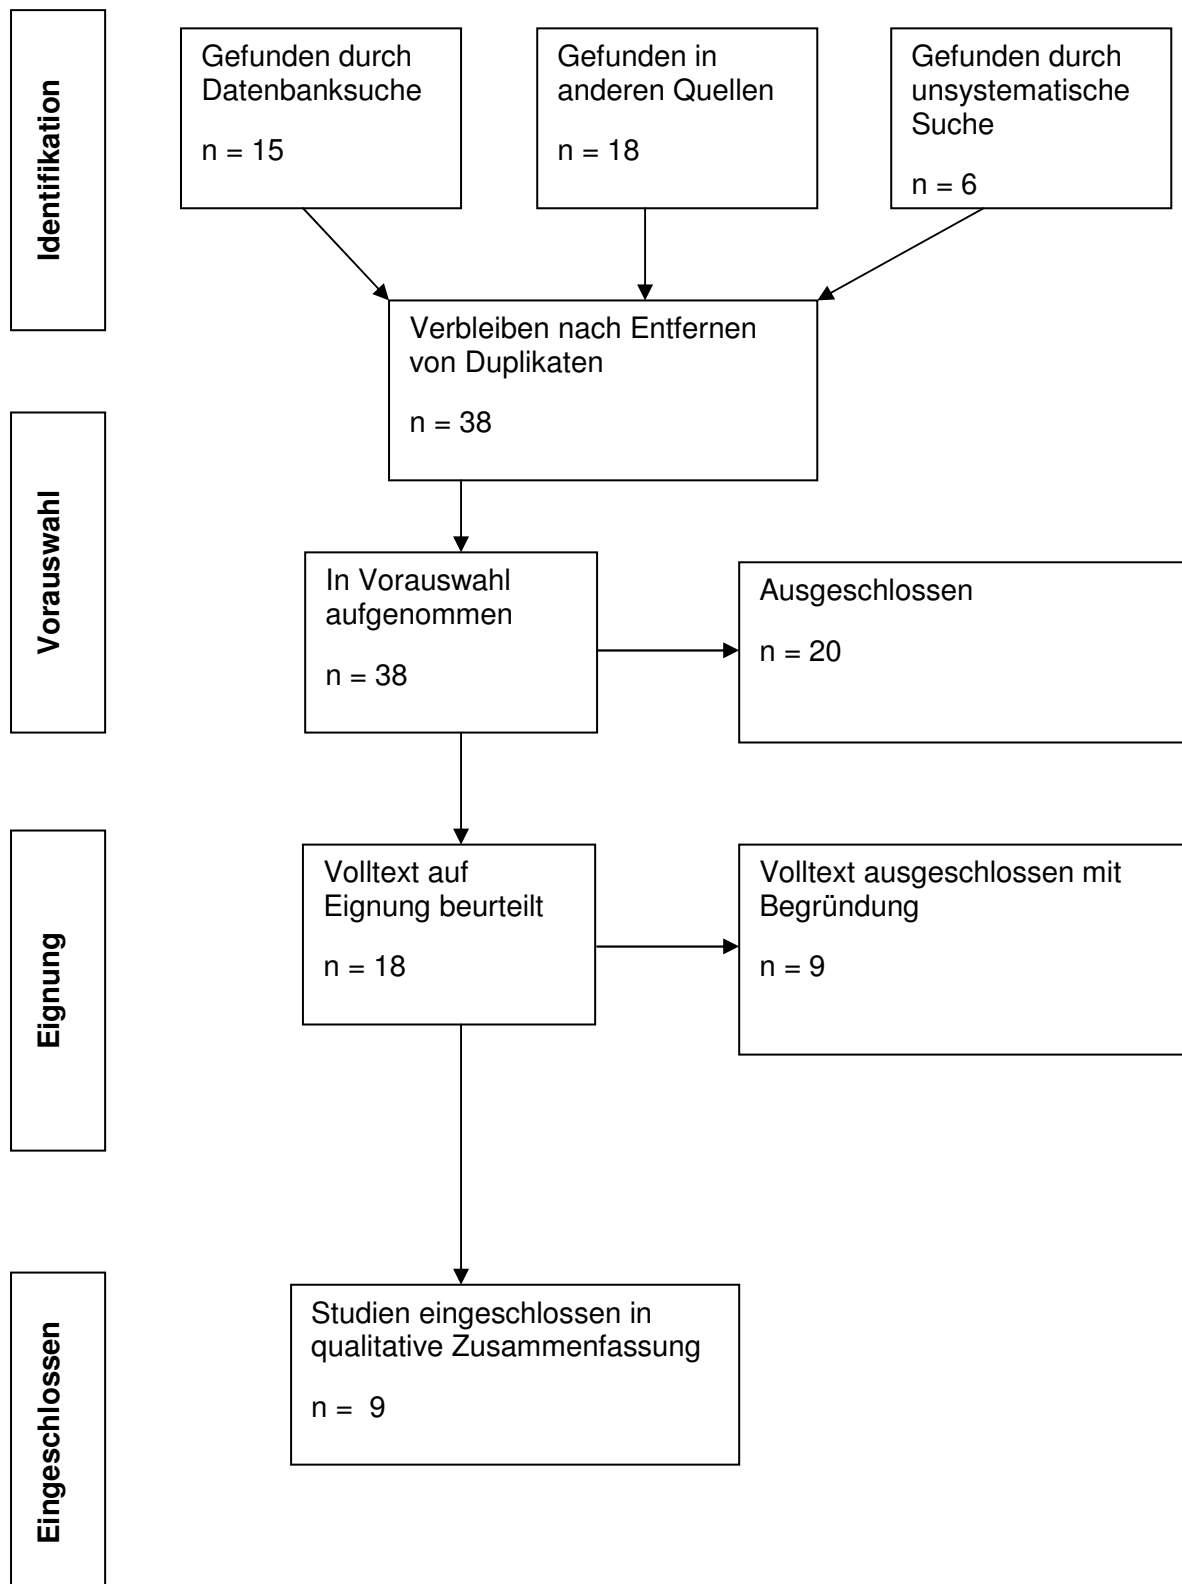 Identifikation
Gefunden durch
Datenbanksuche
n = 15
Gefunden in
anderen Quellen
n = 18
Gefunden durch
unsystematische
Suche
n = 6
Verbleiben nach Entfernen
von Duplikaten
n = 38
Vorauswahl
In Vorauswahl
aufgenommen
n = 38
Ausgeschlossen
n = 20
Eignung
Volltext auf
Eignung beurteilt
n = 18
Volltext ausgeschlossen mit
Begründung
n = 9
Eingeschlossen
Studien eingeschlossen in
qualitative Zusammenfassung
n =  9